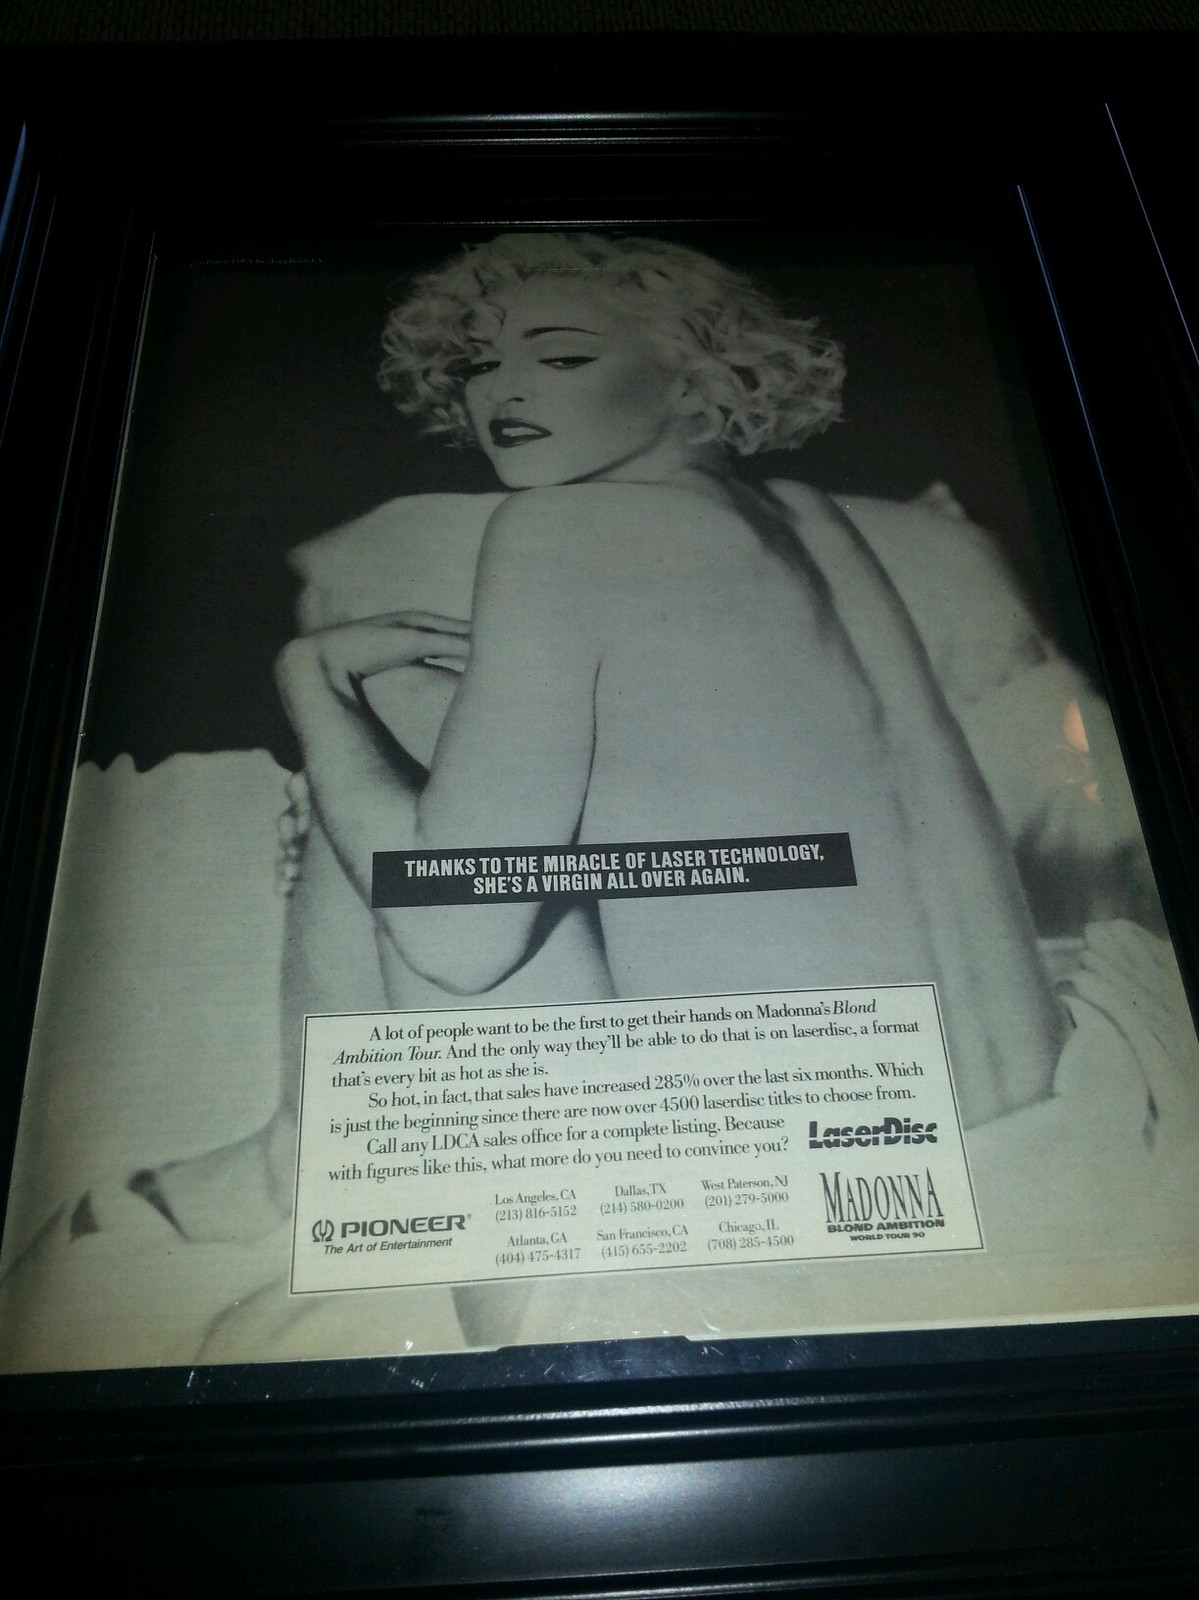 THANKS TO THE MIRACLE OF LASER TECHNOLOGY,
SHE'S A VIRGIN ALL OVER AGAIN.
A lot of people want to be the first to get their hands on Madonna's Blond
Ambition Tour. And the only way they'll be able to do that is on laserdisc, a format
that's every bit as hot as she is.
So hot, in fact, that sales have increased 285% over the last six months. Which
is just the beginning since there are now over 4500 laserdisc titles to choose from.
Call any LDCA sales office for a complete listing. Because
with figures like this, what more do you need to convince you?
LaserDisc
PIONEER®
The Art of Entertainment
Los Angeles, CA
(213) 816-5152
Dallas, TX
(214) 580-0200
West Paterson, NJ
(201) 279-5000
Atlanta, GA
(404) 475-4317
San Francisco, CA
(415) 655-2202
Chicago, IL
(708) 285-4500
MADONNA
BLOND AMBITION
WORLD TOUR 90